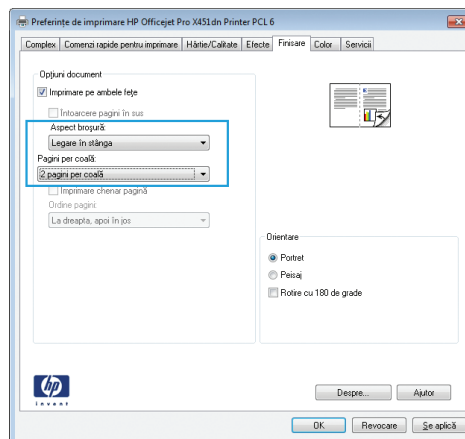 Preferințe de imprimare HP Officejet Pro X451dn Printer PCL 6
Complex Comenzi rapide pentru imprimare Hârtie/Calitate Efecte Finisare Color Servicii
Opțiuni document
Imprimare pe ambele fețe
Întoarcere pagini în sus
Aspect broșură:
Legare în stânga
Pagini per coală:
2 pagini per coală
Imprimare chenar pagină
Ordine pagini:
La dreapta, apoi în jos
Orientare
Portret
Peisaj
Rotire cu 180 de grade
hp
invent
Despre... Ajutor
OK Revocare Se aplică